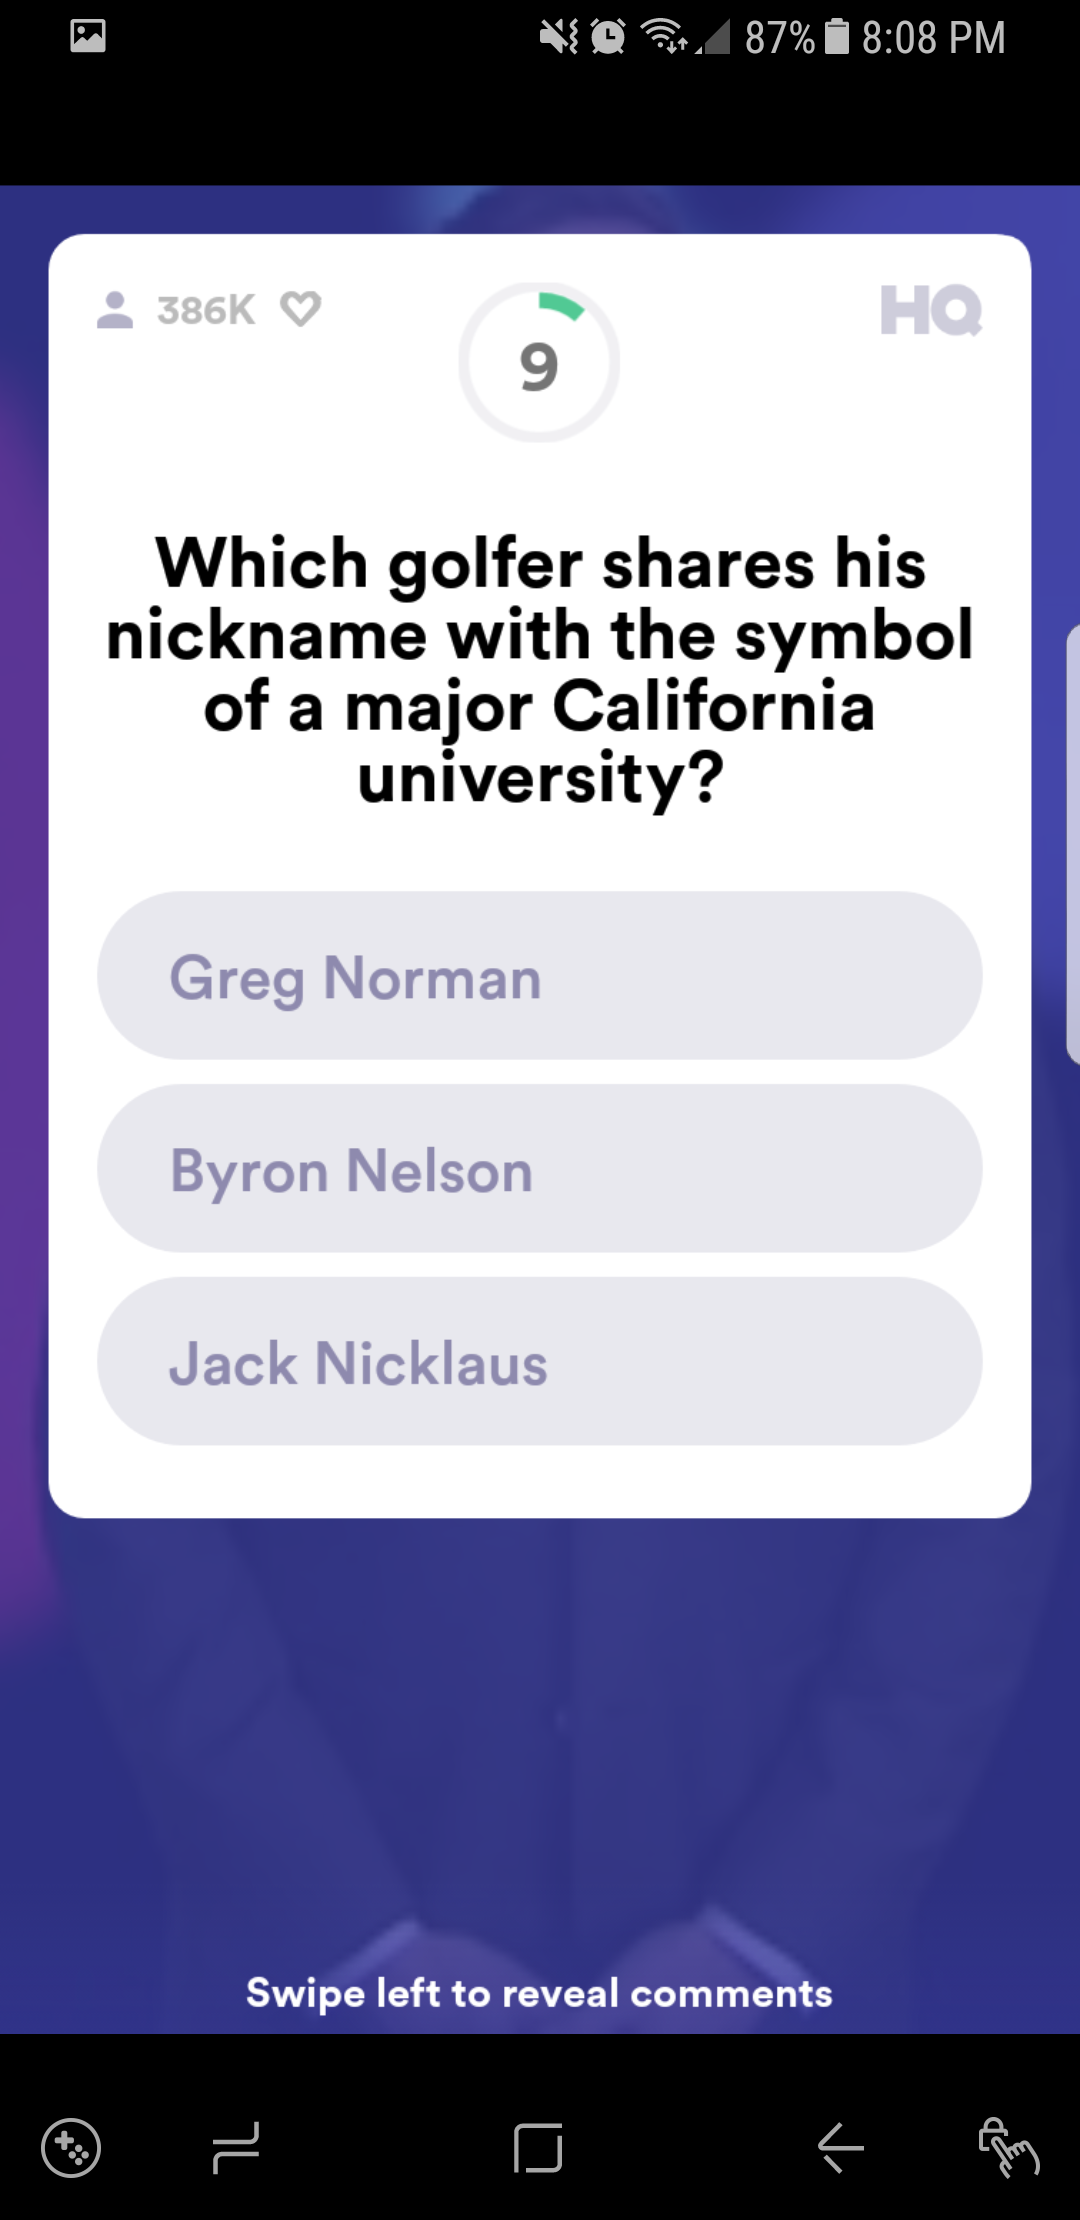 87% 8:08 PM
386K
9
HQ
Which golfer shares his
nickname with the symbol
of a major California
university?
Greg Norman
Byron Nelson
Jack Nicklaus
Swipe left to reveal comments